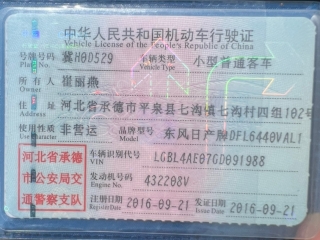 中华人民共和国机动车行驶证
Vehicle License of the People's Republic of China
号牌号码 冀H0D529 车辆类型 小型普通客车
Plate No. Vehicle Type
所有人 崔丽燕
Owner
住址 河北省承德市平泉县七沟镇七沟村四组102号
Address
使用性质 非营运 品牌型号 东风日产牌DFL6440VAL1
Use Character Model
河北省承德市公安局交通警察支队
车辆识别代号 LGBL4AE07GD091988
VIN
发动机号码 432208V
Engine No.
注册日期 2016-09-21 发证日期 2016-09-21
Register Date Issue Date